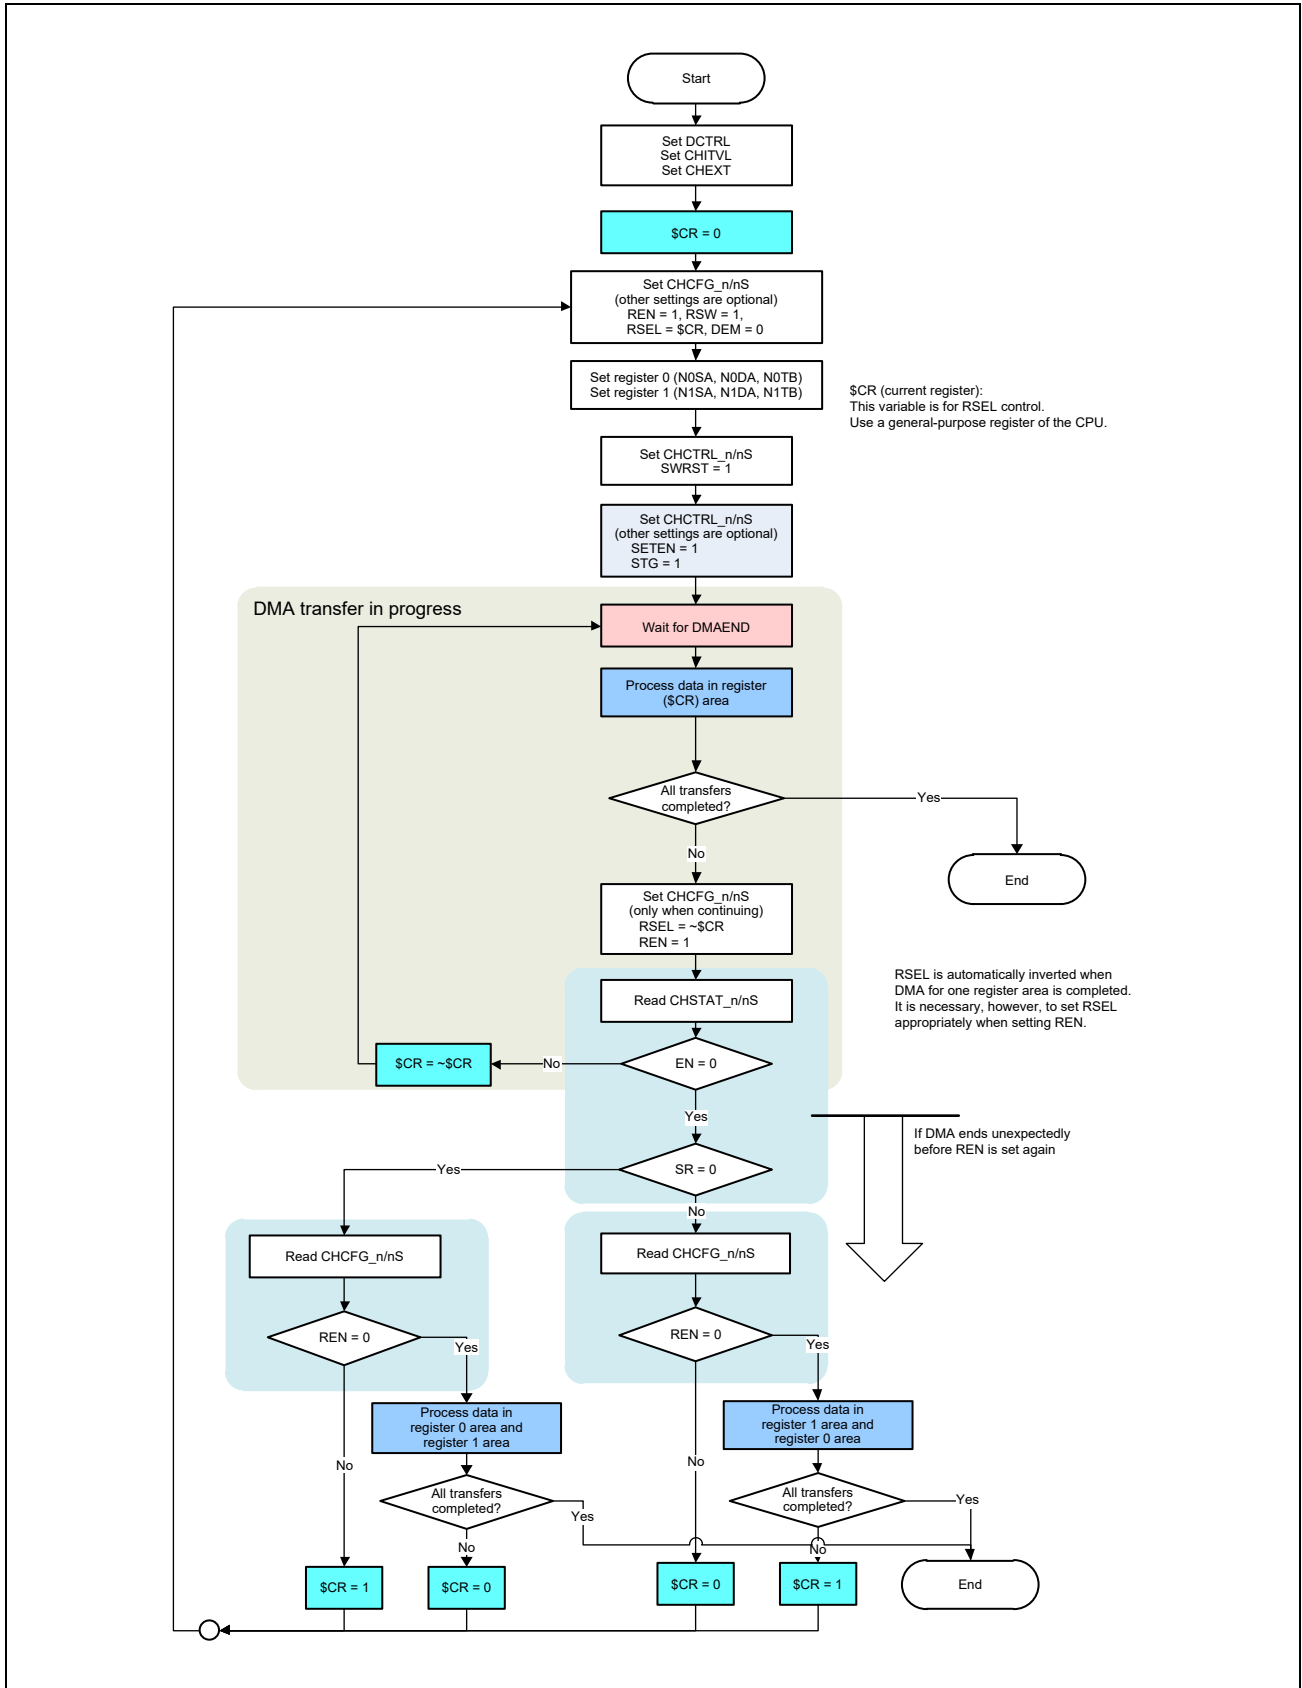 Start
Set DCTRL
Set CHITVL
Set CHEXT
$CR = 0
Set CHCFG_n/nS
(other settings are optional)
REN = 1, RSW = 1,
RSEL = $CR, DEM = 0
Set register 0 (N0SA, N0DA, N0TB)
Set register 1 (N1SA, N1DA, N1TB)
$CR (current register):
This variable is for RSEL control.
Use a general-purpose register of the CPU.
Set CHCTRL_n/nS
SWRST = 1
Set CHCTRL_n/nS
(other settings are optional)
SETEN = 1
STG = 1
DMA transfer in progress
Wait for DMAEND
Process data in register
($CR) area
All transfers
completed?
Yes
No
End
Set CHCFG_n/nS
(only when continuing)
RSEL = ~$CR
REN = 1
RSEL is automatically inverted when
DMA for one register area is completed.
It is necessary, however, to set RSEL
appropriately when setting REN.
Read CHSTAT_n/nS
EN = 0
No
$CR = ~$CR
Yes
If DMA ends unexpectedly
before REN is set again
SR = 0
Yes
No
Read CHCFG_n/nS
Read CHCFG_n/nS
REN = 0
Yes
REN = 0
Yes
Process data in
register 0 area and
register 1 area
Process data in
register 1 area and
register 0 area
No
No
All transfers
completed?
Yes
All transfers
completed?
Yes
No
No
$CR = 1
$CR = 0
$CR = 0
$CR = 1
End